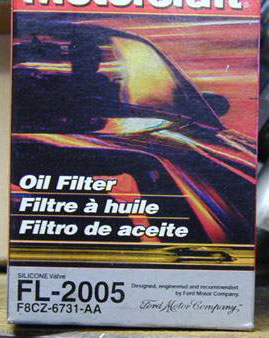 Motorcraft®
Oil Filter
Filtre à huile
Filtro de aceite
SILICONE Valve
FL-2005
F8CZ-6731-AA
Designed, engineered and recommended
by Ford Motor Company.
Ford Motor Company,